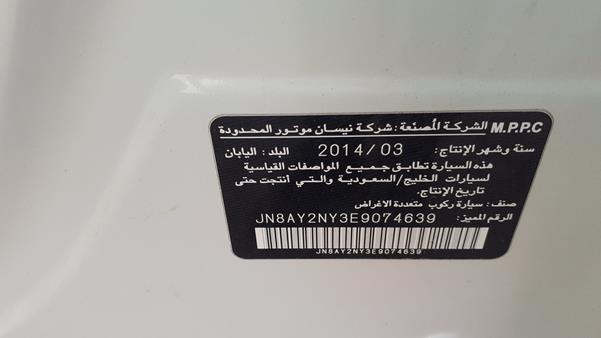 M.P.P.C الشركة المصنعة : شركة نيسان موتور المحدودة
سنة وشهر الإنتاج : 2014/03 البلد : اليابان
هذه السيارة تطابق جميع المواصفات القياسية
لسيارات الخليج/السعودية والتي أنتجت حتى
تاريخ الإنتاج.
صنف : سيارة ركوب متعددة الاغراض
الرقم المميز : JN8AY2NY3E9074639
JN8AY2NY3E9074639